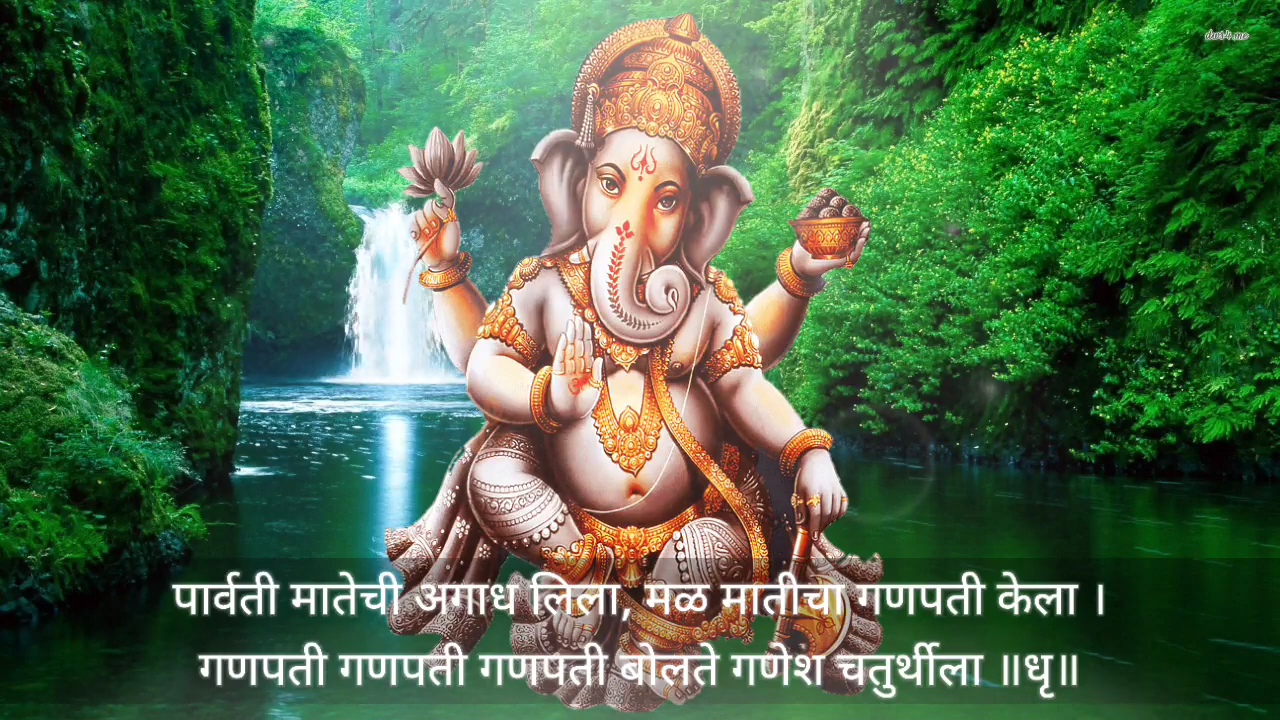 पार्वती मातेची अगाध लिला, मळ मातीचा गणपती केला ।
गणपती गणपती गणपती बोलते गणेश चतुर्थीला ॥धृ॥